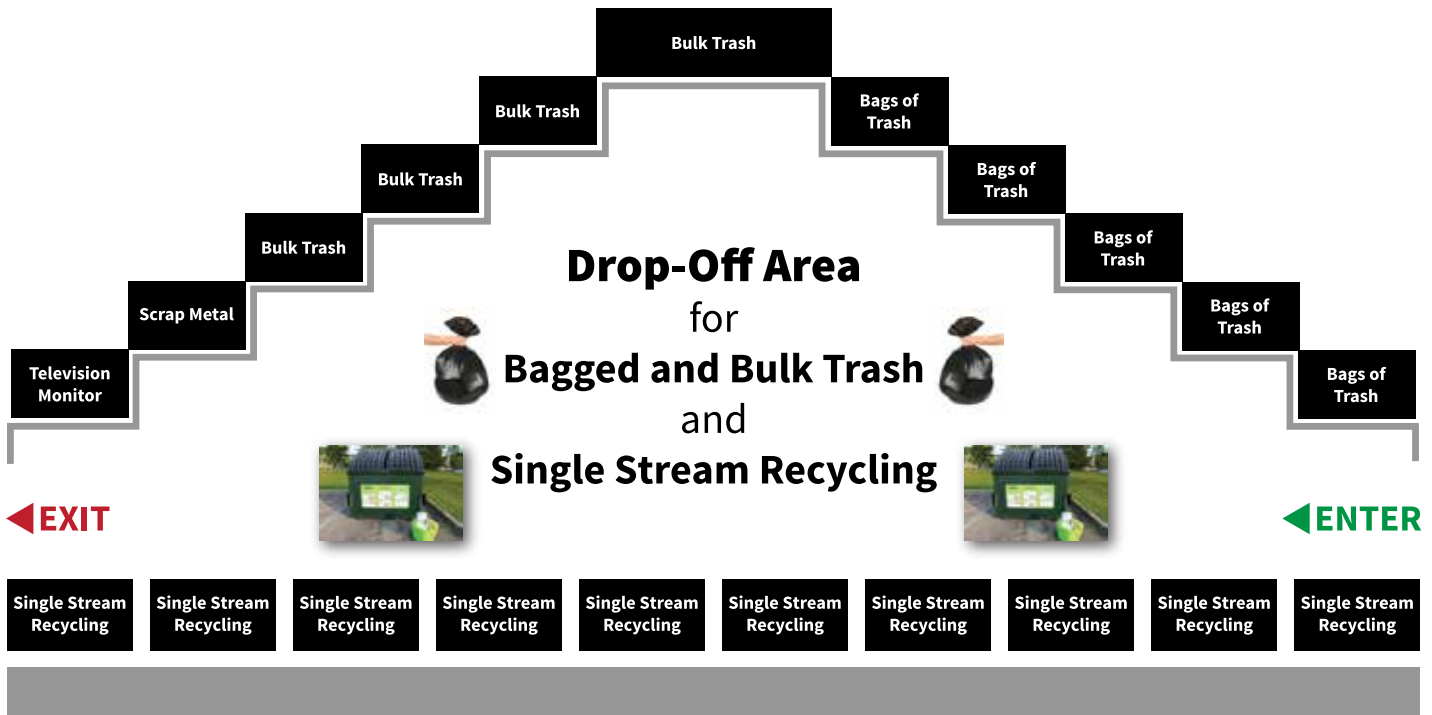 Bulk Trash
Bulk Trash
Bags of
Trash
Bulk Trash
Bags of
Trash
Bulk Trash
Bags of
Trash
Scrap Metal
Bags of
Trash
Television
Monitor
Bags of
Trash
Drop-Off Area
for
Bagged and Bulk Trash
and
Single Stream Recycling
EXIT
ENTER
Single Stream
Recycling
Single Stream
Recycling
Single Stream
Recycling
Single Stream
Recycling
Single Stream
Recycling
Single Stream
Recycling
Single Stream
Recycling
Single Stream
Recycling
Single Stream
Recycling
Single Stream
Recycling